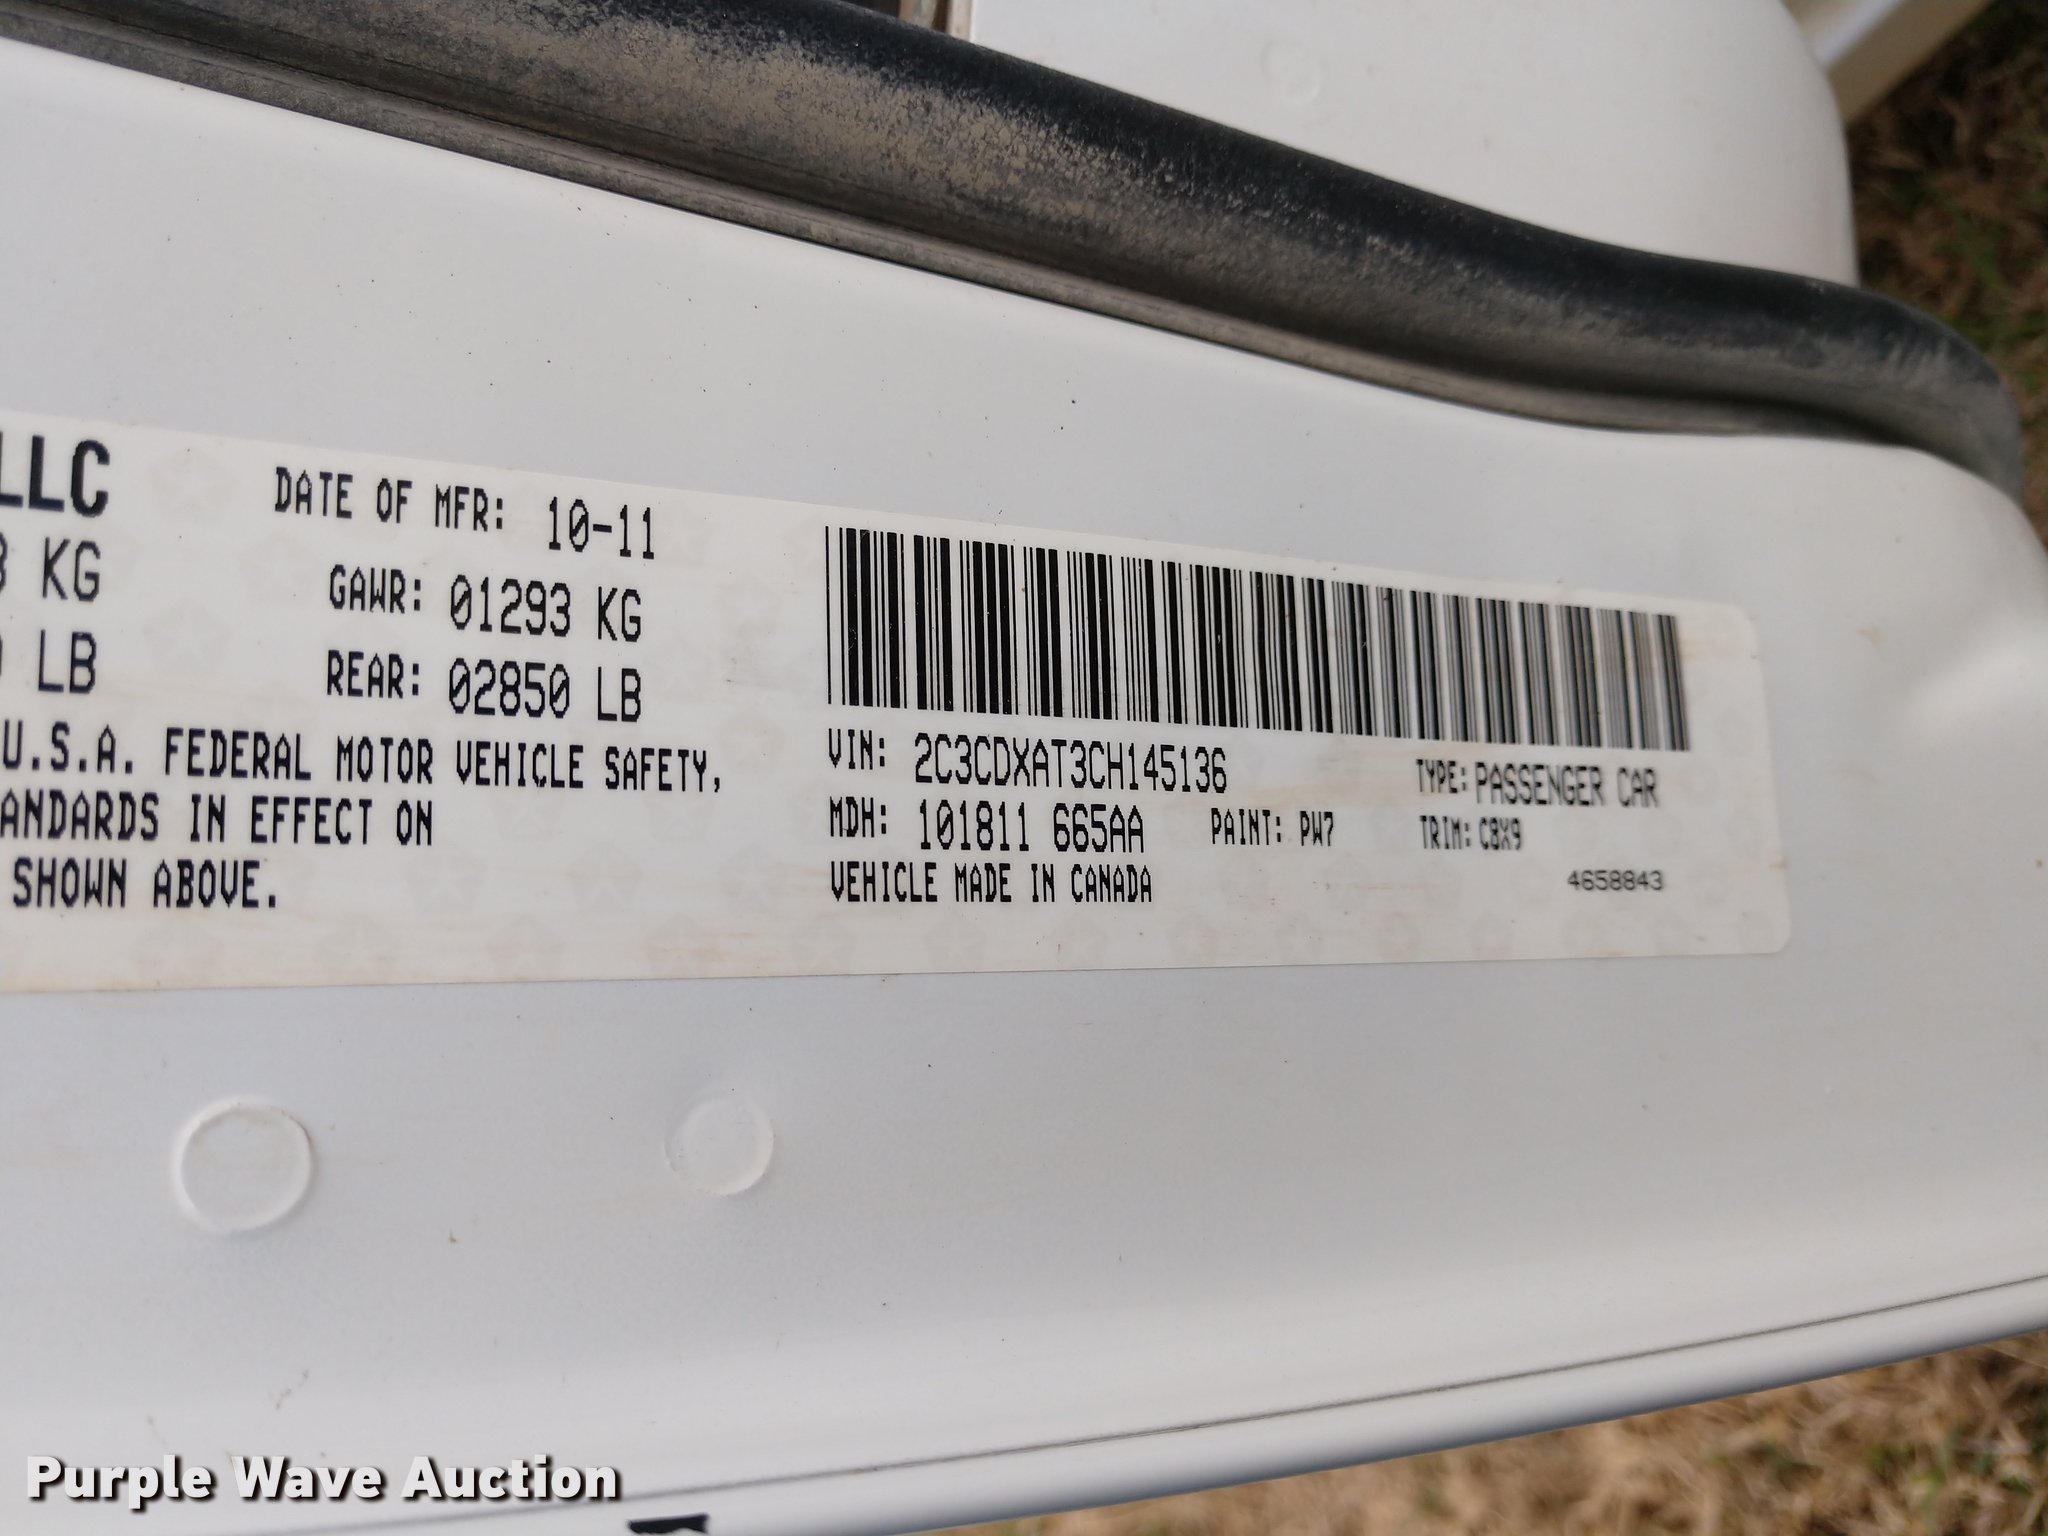 LLC
DATE OF MFR: 10-11
KG
GAWR: 01293 KG
LB
REAR: 02850 LB
U.S.A. FEDERAL MOTOR VEHICLE SAFETY,
ANDARDS IN EFFECT ON
SHOWN ABOVE.
VIN: 2C3CDXAT3CH145136
TYPE: PASSENGER CAR
MDH: 101811 665AA
PAINT: PW7
TRIM: C8X9
VEHICLE MADE IN CANADA
4658843
Purple Wave Auction